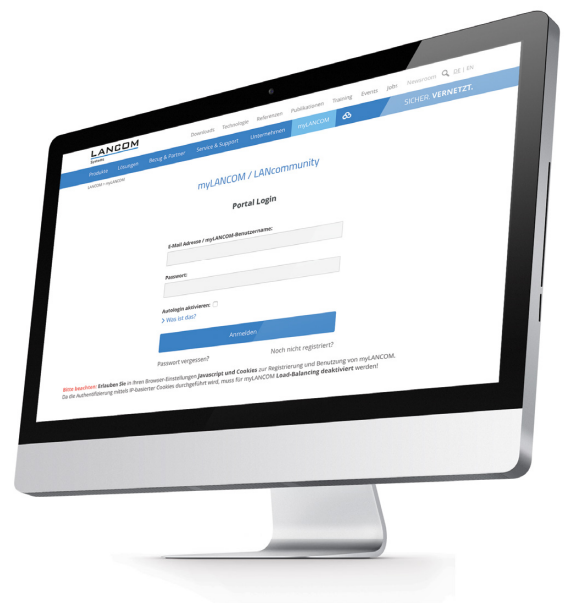 Downloads Technologie Referenzen Publikationen Training Events Jobs Newsroom DE | EN
LANCOM
Systems
Produkte Lösungen Bezug & Partner Service & Support Unternehmen myLANCOM SICHER. VERNETZT.
LANCOM > myLANCOM
myLANCOM / LANcommunity
Portal Login
E-Mail Adresse / myLANCOM-Benutzername:
Passwort:
Autologin aktivieren:
> Was ist das?
Anmelden
Passwort vergessen? Noch nicht registriert?
Bitte beachten: Erlauben Sie in Ihren Browser-Einstellungen Javascript und Cookies zur Registrierung und Benutzung von myLANCOM.
Da die Authentifizierung mittels IP-basierter Cookies durchgeführt wird, muss für myLANCOM Load-Balancing deaktiviert werden!